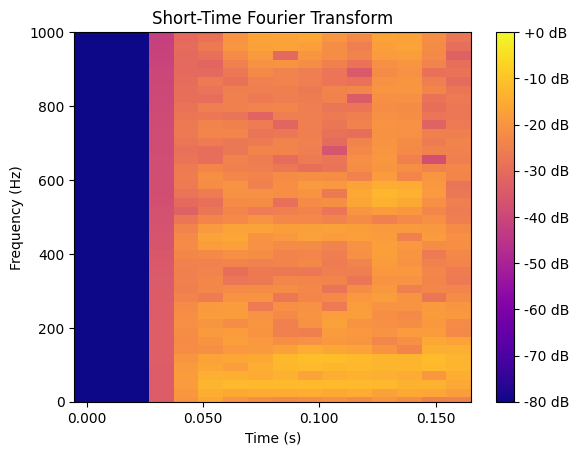 Short-Time Fourier Transform
Frequency (Hz)
1000
800
600
400
200
0
0.000
0.050
0.100
0.150
Time (s)
+0 dB
-10 dB
-20 dB
-30 dB
-40 dB
-50 dB
-60 dB
-70 dB
-80 dB